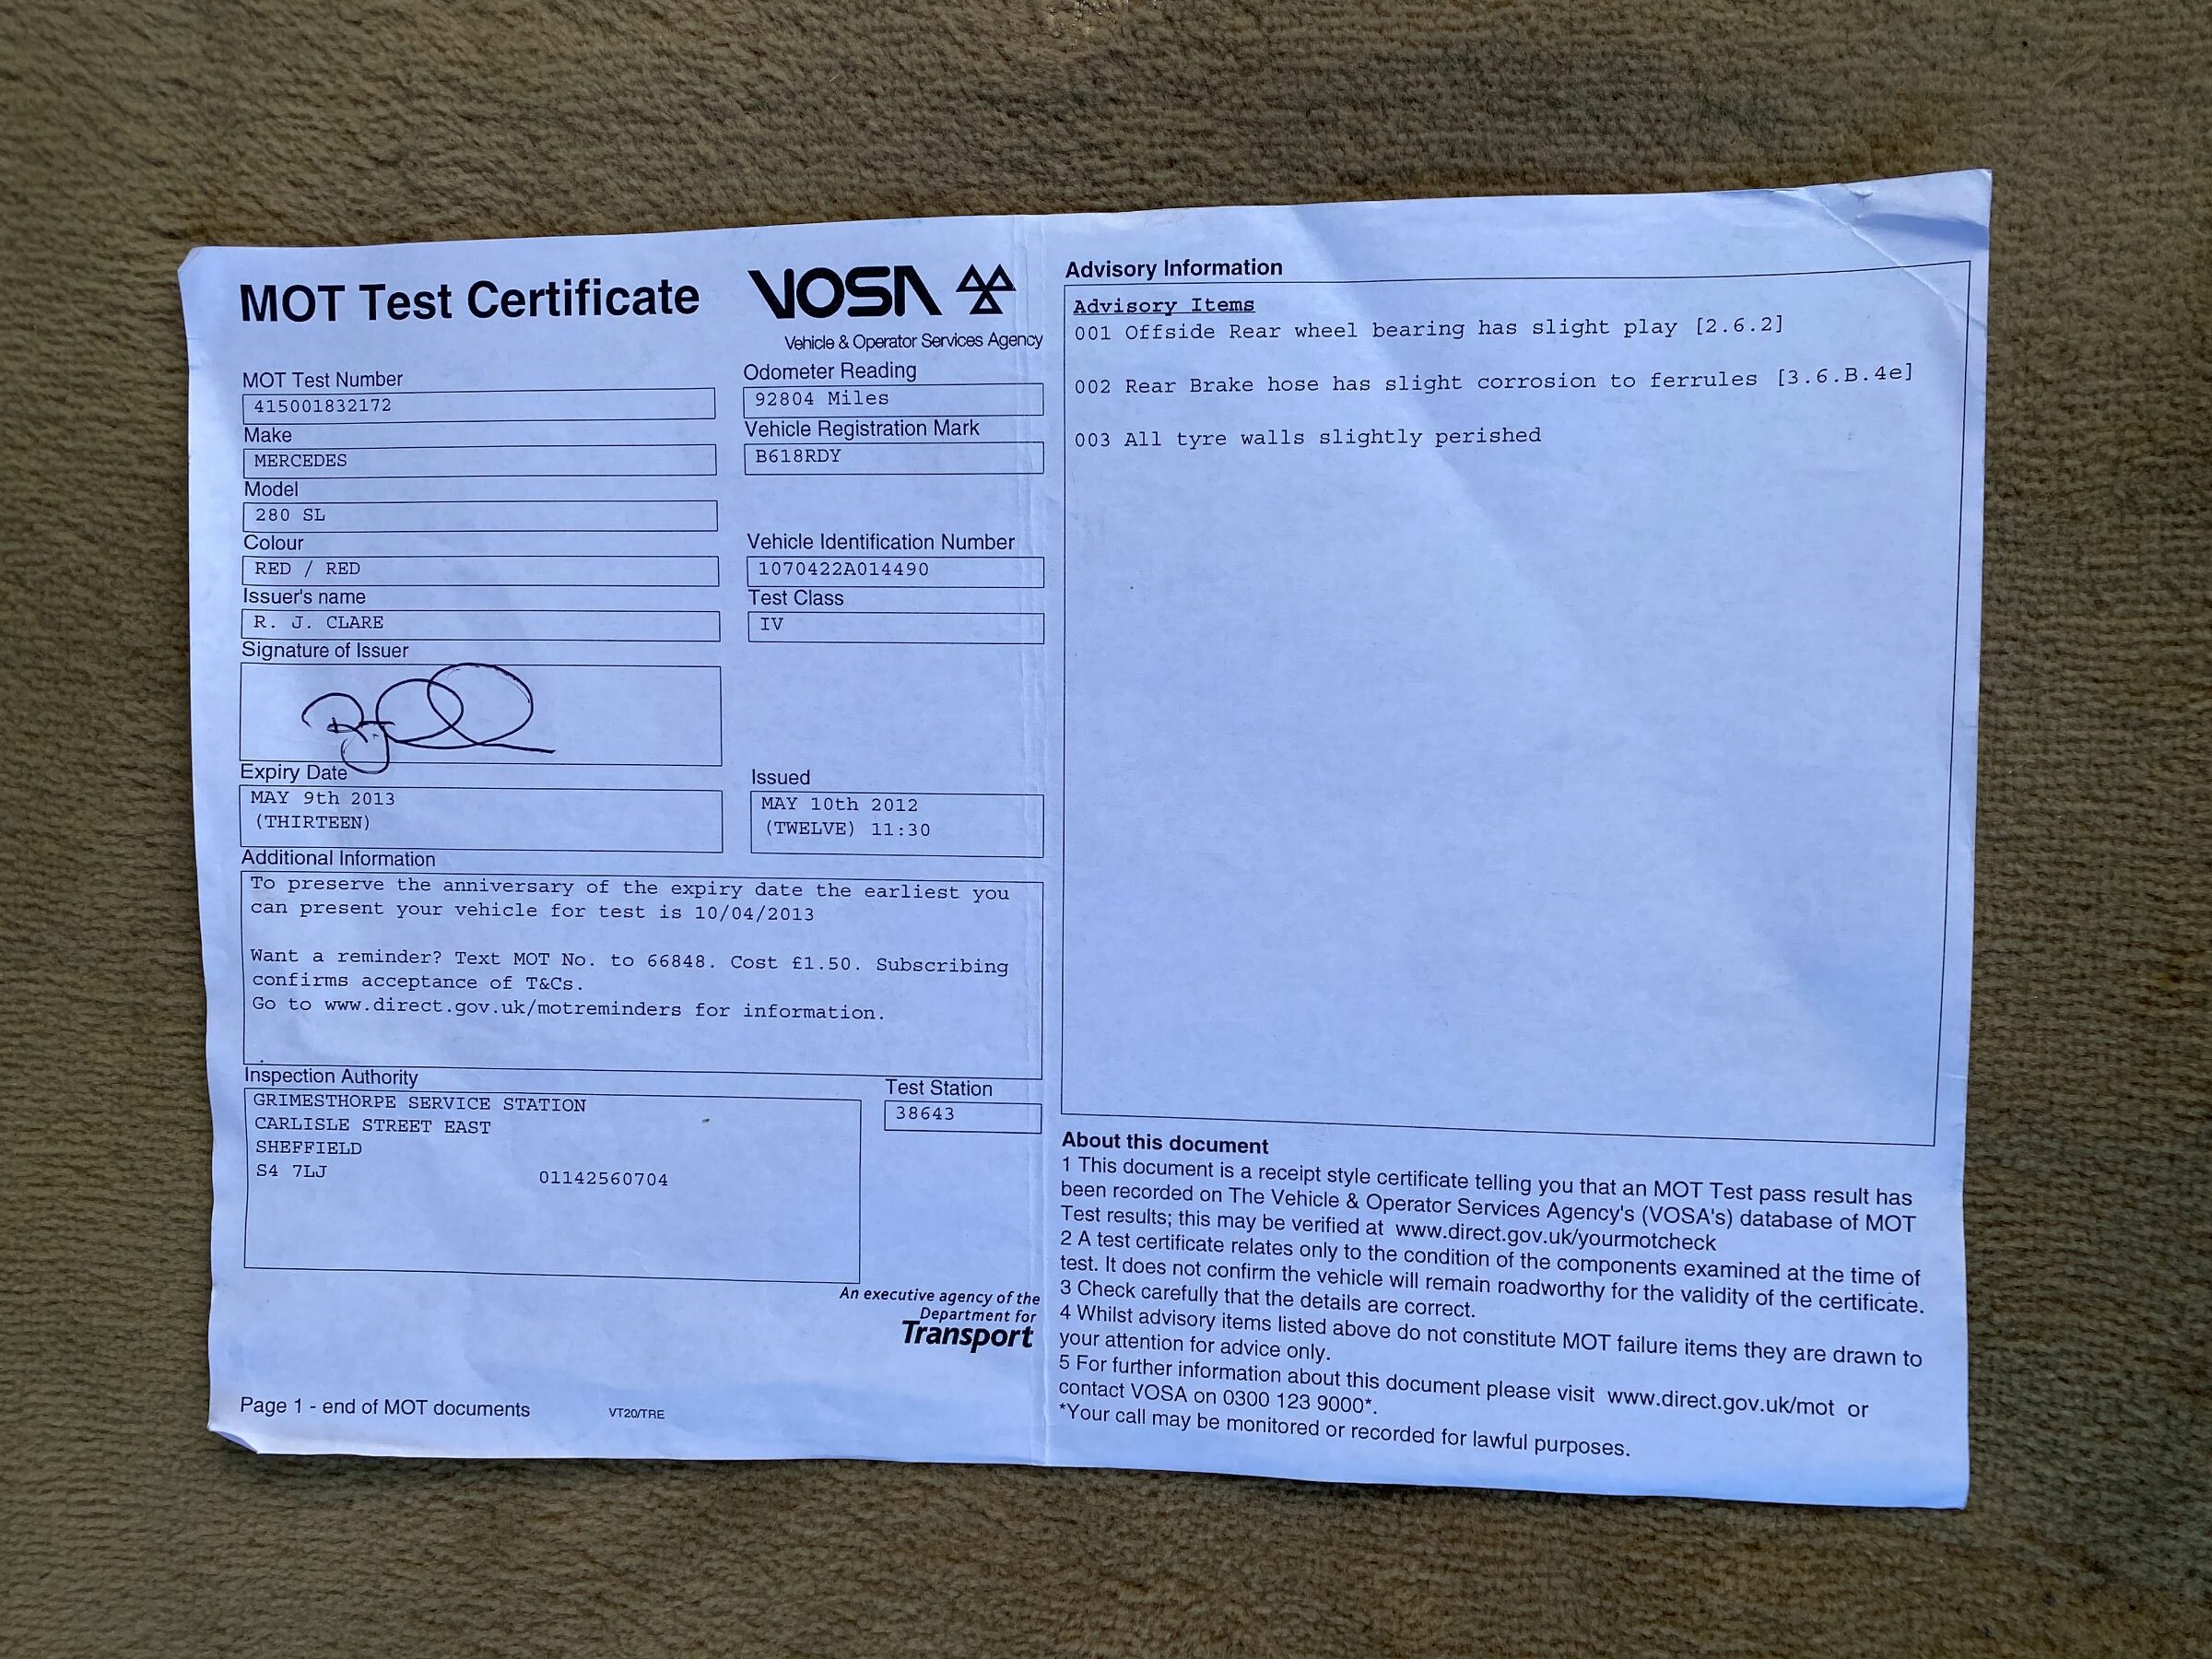 MOT Test Certificate
VOSA
Vehicle & Operator Services Agency
MOT Test Number
415001832172
Odometer Reading
92804 Miles
Make
MERCEDES
Vehicle Registration Mark
B618RDY
Model
280 SL
Colour
RED / RED
Vehicle Identification Number
1070422A014490
Issuer's name
R. J. CLARE
Test Class
IV
Signature of Issuer
Expiry Date
MAY 9th 2013
(THIRTEEN)
Issued
MAY 10th 2012
(TWELVE) 11:30
Additional Information
To preserve the anniversary of the expiry date the earliest you
can present your vehicle for test is 10/04/2013
Want a reminder? Text MOT No. to 66848. Cost £1.50. Subscribing
confirms acceptance of T&Cs.
Go to www.direct.gov.uk/motreminders for information.
Inspection Authority
GRIMESTHORPE SERVICE STATION
CARLISLE STREET EAST
SHEFFIELD
S4 7LJ 01142560704
Test Station
38643
An executive agency of the
Department for
Transport
Page 1 - end of MOT documents
VT20/TRE
Advisory Information
Advisory Items
001 Offside Rear wheel bearing has slight play [2.6.2]
002 Rear Brake hose has slight corrosion to ferrules [3.6.B.4e]
003 All tyre walls slightly perished
About this document
1 This document is a receipt style certificate telling you that an MOT Test pass result has
been recorded on The Vehicle & Operator Services Agency's (VOSA's) database of MOT
Test results; this may be verified at www.direct.gov.uk/yourmotcheck
2 A test certificate relates only to the condition of the components examined at the time of
test. It does not confirm the vehicle will remain roadworthy for the validity of the certificate.
3 Check carefully that the details are correct.
4 Whilst advisory items listed above do not constitute MOT failure items they are drawn to
your attention for advice only.
5 For further information about this document please visit www.direct.gov.uk/mot or
contact VOSA on 0300 123 9000*.
*Your call may be monitored or recorded for lawful purposes.